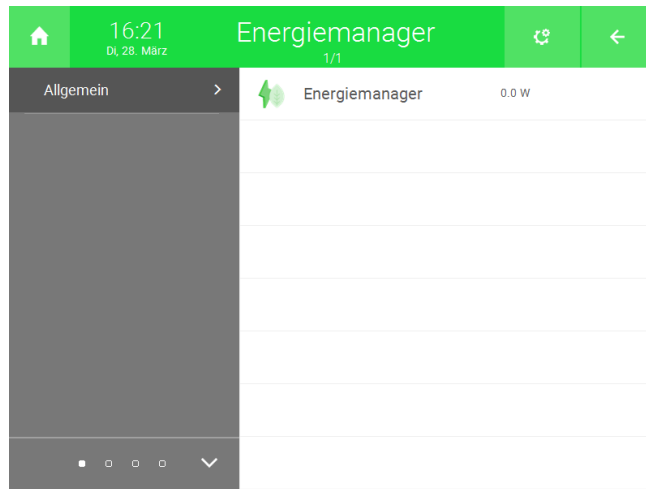 16:21
Di, 28. März
Energiemanager
1/1
Allgemein
Energiemanager 0.0 W